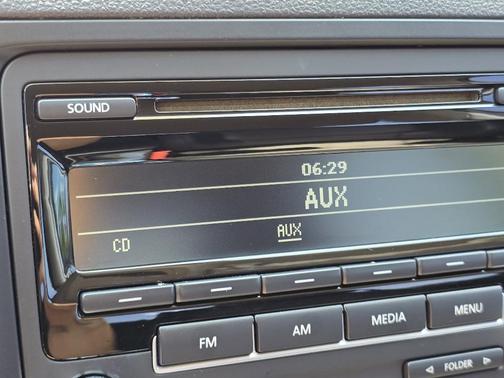 SOUND
06:29
AUX
CD AUX
FM AM MEDIA MENU
FOLDER